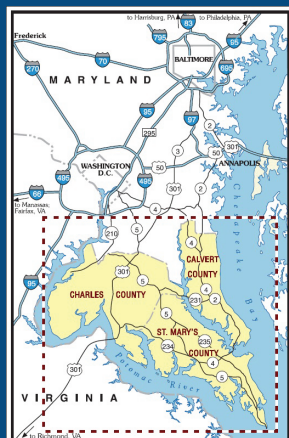 to Harrisburg, PA
to Philadelphia, PA
83
795
95
Frederick
70
BALTIMORE
270
695
MARYLAND
95
97
2
295
3
50
301
WASHINGTON
D.C.
50
ANNAPOLIS
495
495
66
301
2
to Manassas,
Fairfax, VA
4
Chesapeake
Bay
210
5
4
95
301
CALVERT
COUNTY
5
4
CHARLES
COUNTY
231
2
5
ST. MARY'S
COUNTY
234
235
4
5
301
Potomac River
VIRGINIA
to Richmond, VA